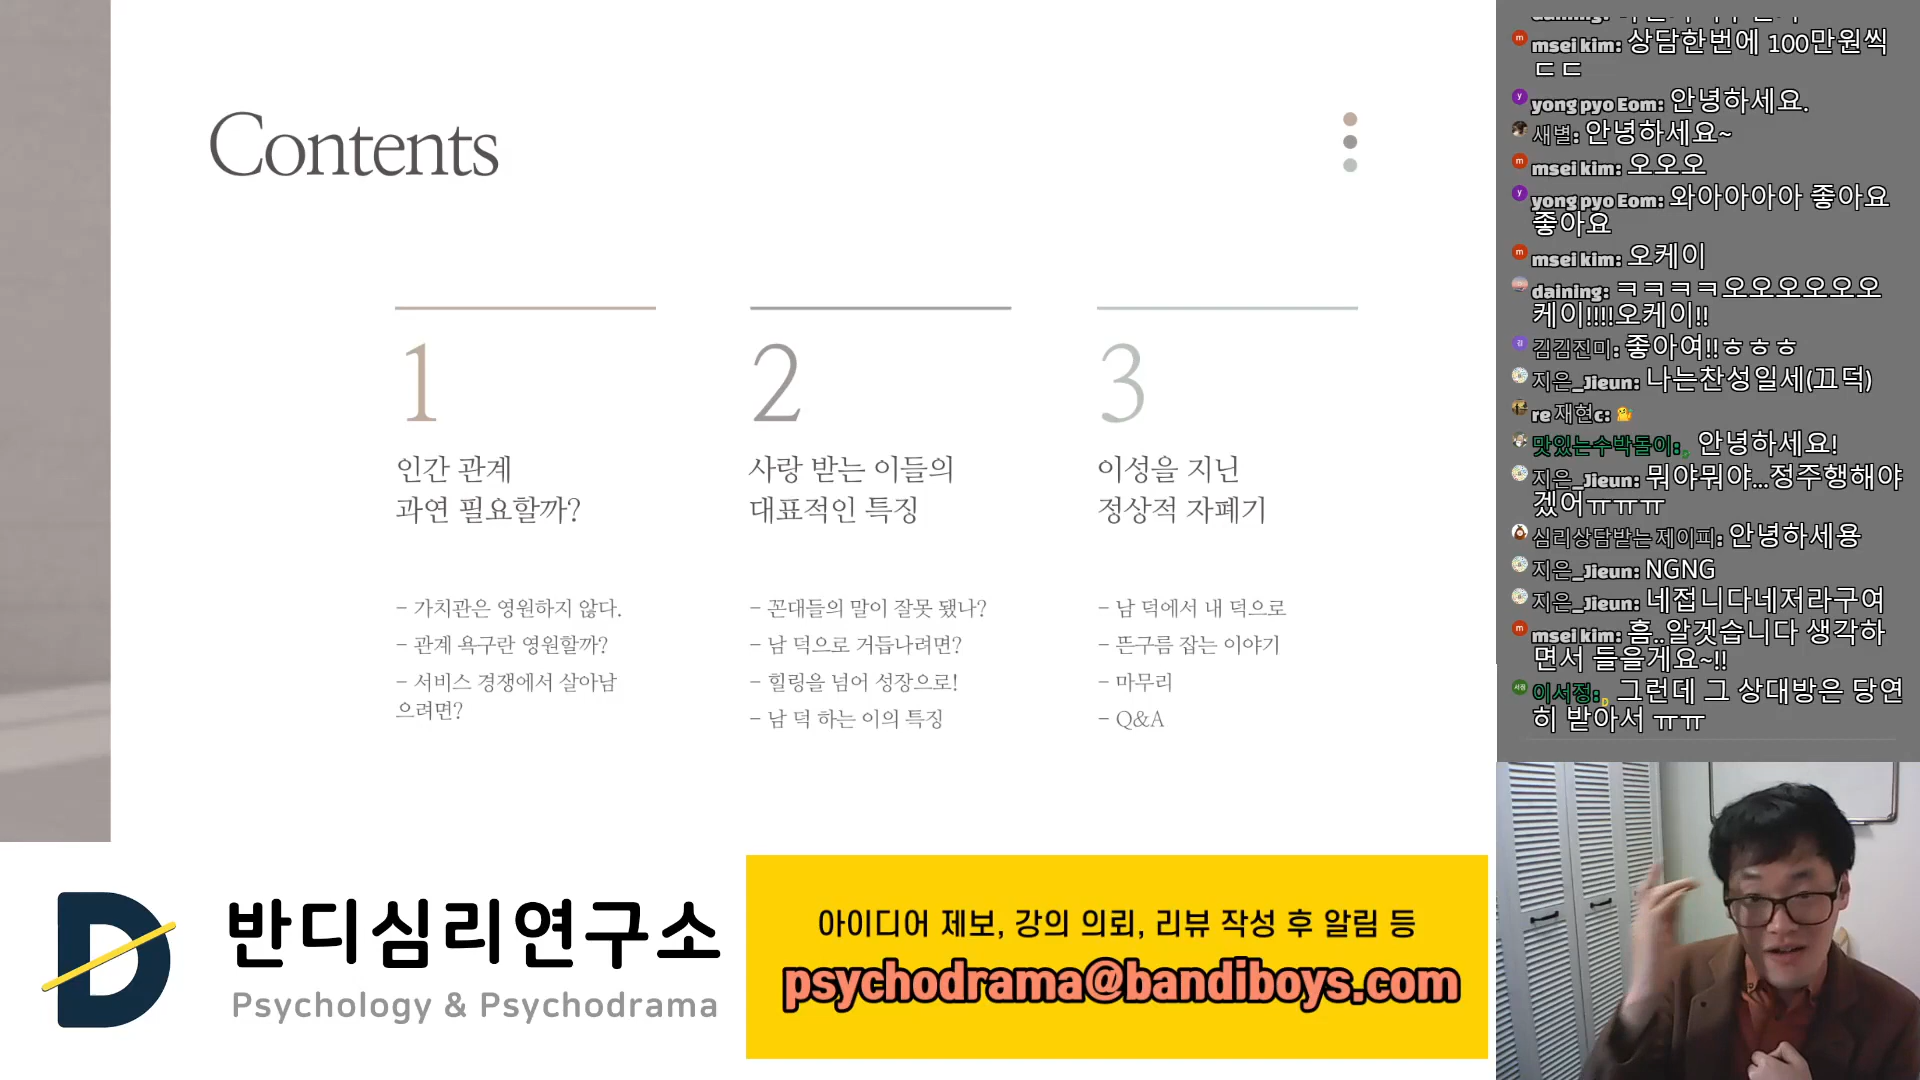 Contents
1
인간 관계
과연 필요할까?
- 가치관은 영원하지 않다.
- 관계 욕구란 영원할까?
- 서비스 경쟁에서 살아남
으려면?
2
사랑 받는 이들의
대표적인 특징
- 꼰대들의 말이 잘못 됐나?
- 남 덕으로 거듭나려면?
- 힐링을 넘어 성장으로!
- 남 덕 하는 이의 특징
3
이성을 지닌
정상적 자폐기
- 남 덕에서 내 덕으로
- 뜬구름 잡는 이야기
- 마무리
- Q&A
msei kim: 상담한번에 100만원씩
ㄷㄷ
yong pyo Eom: 안녕하세요.
새별: 안녕하세요~
msei kim: 오오오
yong pyo Eom: 와아아아아 좋아요
좋아요
msei kim: 오케이
daining: ㅋㅋㅋㅋ오오오오오오
케이!!!!오케이!!
김김진미: 좋아여!!ㅎㅎㅎ
지은_Jieun: 나는찬성일세(끄덕)
re 재현c:
맛있는수박돌이: 안녕하세요!
지은_Jieun: 뭐야뭐야...정주행해야
겠어ㅠㅠㅠ
심리상담받는 제이피: 안녕하세용
지은_Jieun: NGNG
지은_Jieun: 네접니다네저라구여
msei kim: 흠..알겟습니다 생각하
면서 들을게요~!!
이서정: 그런데 그 상대방은 당연
히 받아서 ㅠㅠ
반디심리연구소
Psychology & Psychodrama
아이디어 제보, 강의 의뢰, 리뷰 작성 후 알림 등
psychodrama@bandiboys.com